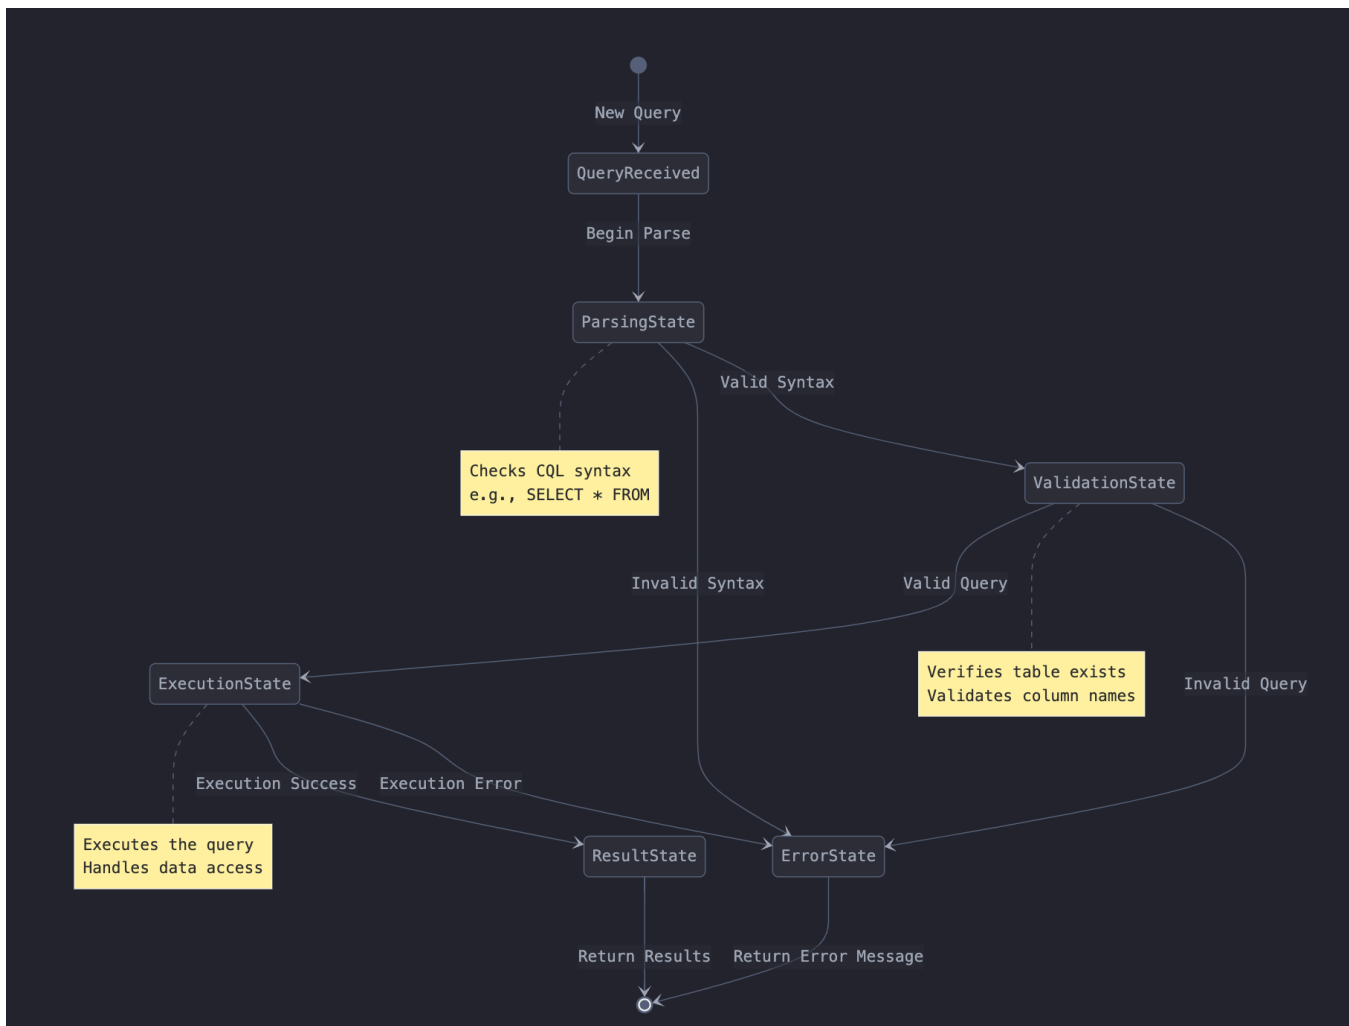 New Query
QueryReceived
Begin Parse
ParsingState
Valid Syntax
Checks CQL syntax
e.g., SELECT * FROM
ValidationState
Invalid Syntax
Valid Query
Verifies table exists
Validates column names
Invalid Query
ExecutionState
Execution Success
Execution Error
Executes the query
Handles data access
ResultState
ErrorState
Return Results
Return Error Message